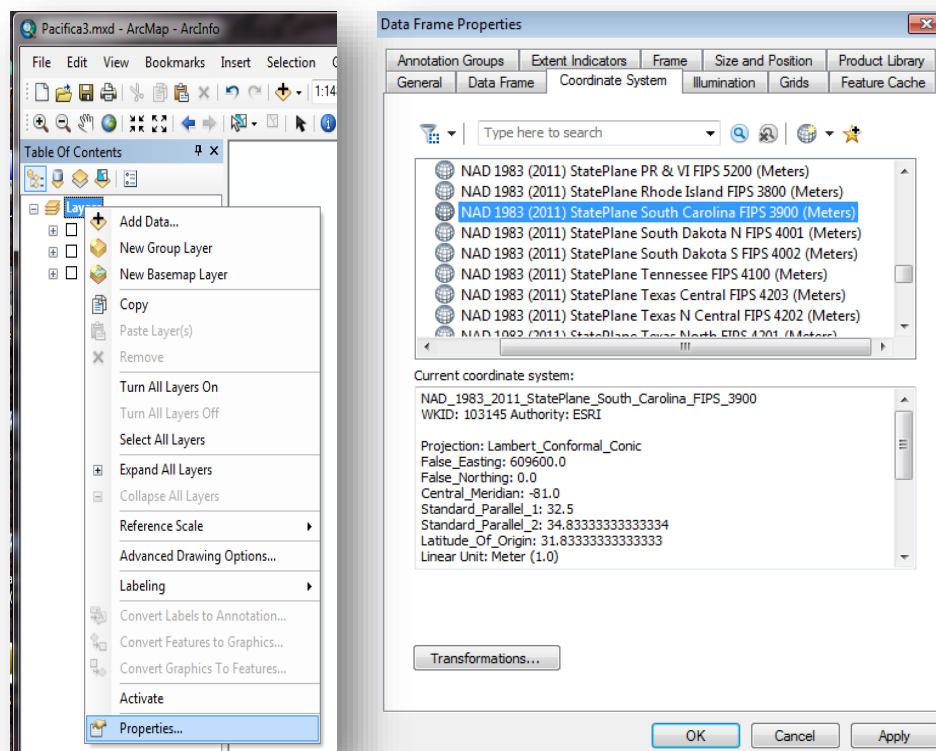 Pacifica3.mxd - ArcMap - ArcInfo
File Edit View Bookmarks Insert Selection
1:14
Table Of Contents
Layers
Add Data...
New Group Layer
New Basemap Layer
Copy
Paste Layer(s)
Remove
Turn All Layers On
Turn All Layers Off
Select All Layers
Expand All Layers
Collapse All Layers
Reference Scale
Advanced Drawing Options...
Labeling
Convert Labels to Annotation...
Convert Features to Graphics...
Convert Graphics To Features...
Activate
Properties...
Data Frame Properties
Annotation Groups Extent Indicators Frame Size and Position Product Library
General Data Frame Coordinate System Illumination Grids Feature Cache
Type here to search
NAD 1983 (2011) StatePlane PR & VI FIPS 5200 (Meters)
NAD 1983 (2011) StatePlane Rhode Island FIPS 3800 (Meters)
NAD 1983 (2011) StatePlane South Carolina FIPS 3900 (Meters)
NAD 1983 (2011) StatePlane South Dakota N FIPS 4001 (Meters)
NAD 1983 (2011) StatePlane South Dakota S FIPS 4002 (Meters)
NAD 1983 (2011) StatePlane Tennessee FIPS 4100 (Meters)
NAD 1983 (2011) StatePlane Texas Central FIPS 4203 (Meters)
NAD 1983 (2011) StatePlane Texas N Central FIPS 4202 (Meters)
NAD 1983 (2011) StatePlane Texas North FIPS 4201 (Meters)
Current coordinate system:
NAD_1983_2011_StatePlane_South_Carolina_FIPS_3900
WKID: 103145 Authority: ESRI
Projection: Lambert_Conformal_Conic
False_Easting: 609600.0
False_Northing: 0.0
Central_Meridian: -81.0
Standard_Parallel_1: 32.5
Standard_Parallel_2: 34.83333333333334
Latitude_Of_Origin: 31.83333333333333
Linear Unit: Meter (1.0)
Transformations...
OK Cancel Apply